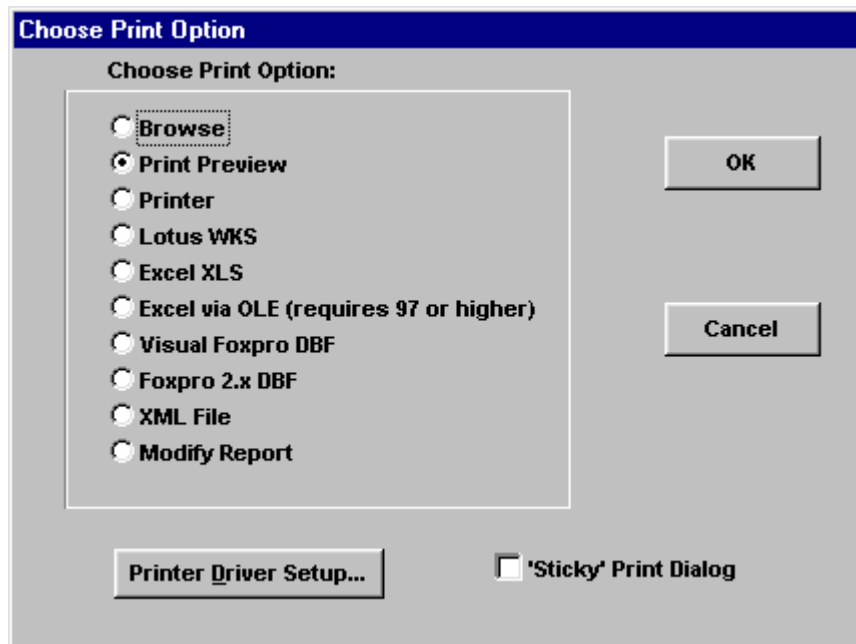 Choose Print Option
Choose Print Option:
Browse
Print Preview
Printer
Lotus WKS
Excel XLS
Excel via OLE (requires 97 or higher)
Visual Foxpro DBF
Foxpro 2.x DBF
XML File
Modify Report
OK
Cancel
Printer Driver Setup...
'Sticky' Print Dialog